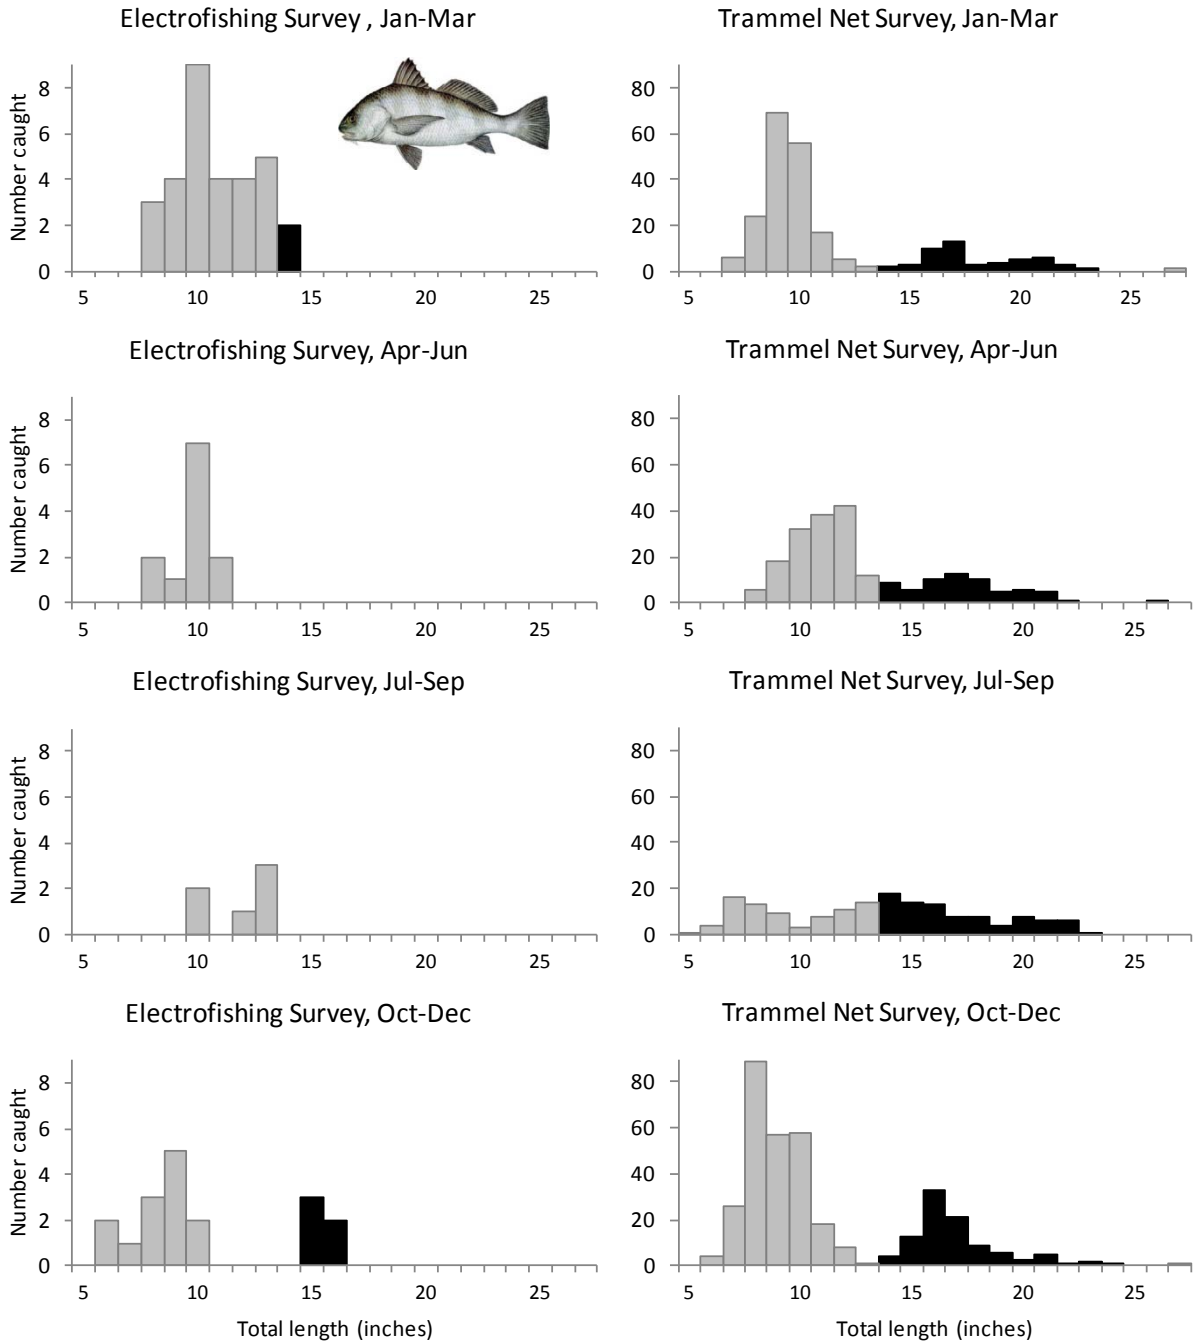 Electrofishing Survey , Jan-Mar
Number caught
8
6
4
2
0
5 10 15 20 25
Trammel Net Survey, Jan-Mar
80
60
40
20
0
5 10 15 20 25
Electrofishing Survey, Apr-Jun
Number caught
8
6
4
2
0
5 10 15 20 25
Trammel Net Survey, Apr-Jun
80
60
40
20
0
5 10 15 20 25
Electrofishing Survey, Jul-Sep
Number caught
8
6
4
2
0
5 10 15 20 25
Trammel Net Survey, Jul-Sep
80
60
40
20
0
5 10 15 20 25
Electrofishing Survey, Oct-Dec
Number caught
8
6
4
2
0
5 10 15 20 25
Total length (inches)
Trammel Net Survey, Oct-Dec
80
60
40
20
0
5 10 15 20 25
Total length (inches)